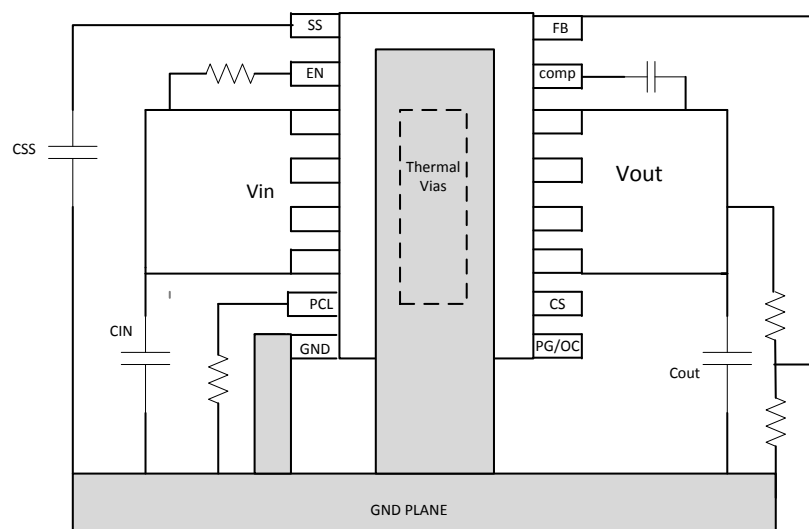 SS
FB
EN
comp
CSS
Thermal
Vias
Vin
Vout
PCL
CS
CIN
GND
PG/OC
Cout
GND PLANE